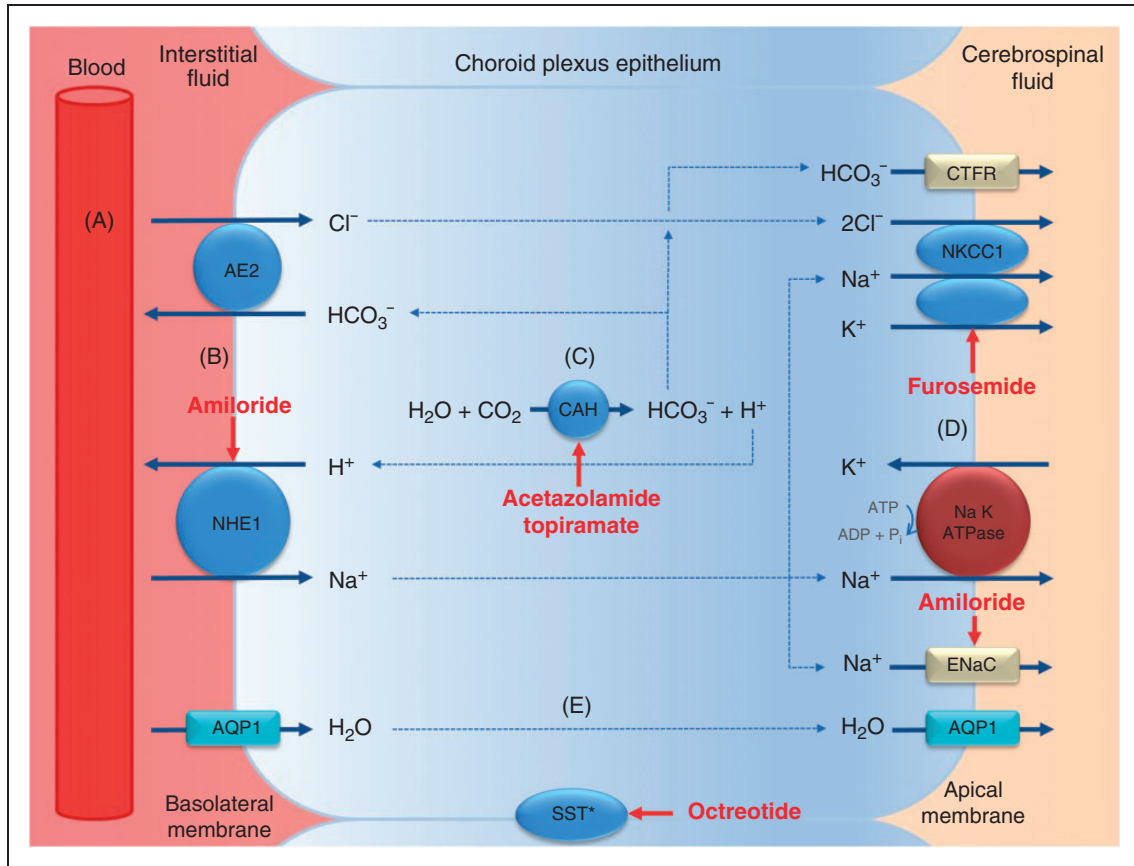 Blood
Interstitial
fluid
Choroid plexus epithelium
Cerebrospinal
fluid
HCO₃⁻
CTFR
(A)
Cl⁻
2Cl⁻
AE2
NKCC1
Na⁺
HCO₃⁻
K⁺
(B)
(C)
Amiloride
H₂O + CO₂
CAH
HCO₃⁻ + H⁺
Furosemide
(D)
H⁺
K⁺
Acetazolamide
topiramate
NHE1
ATP
ADP + Pᵢ
Na K
ATPase
Na⁺
Na⁺
Amiloride
Na⁺
ENaC
(E)
AQP1
H₂O
H₂O
AQP1
Basolateral
membrane
SST*
Octreotide
Apical
membrane